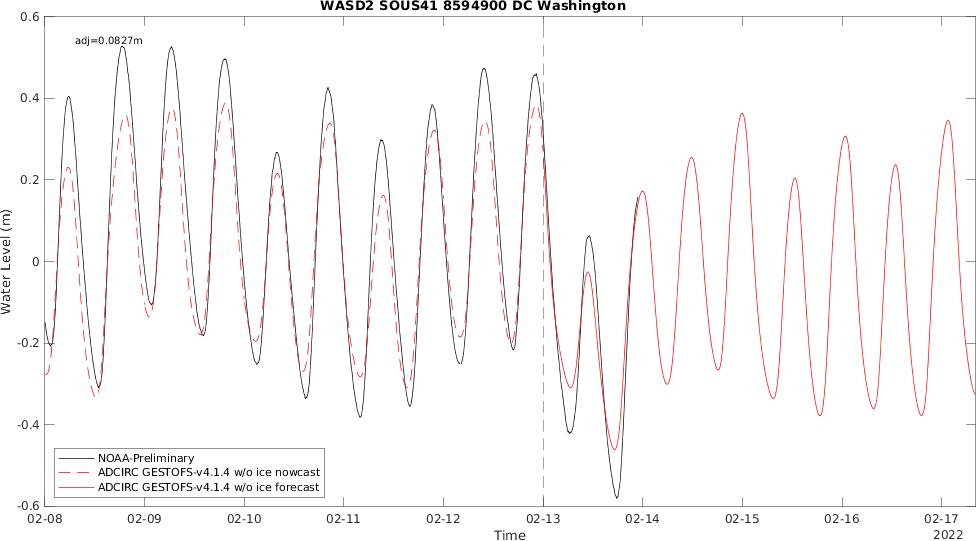 WASD2 SOUS41 8594900 DC Washington
adj=0.0827m
0.6
0.4
0.2
0
-0.2
-0.4
-0.6
Water Level (m)
NOAA-Preliminary
ADCIRC GESTOFS-v4.1.4 w/o ice nowcast
ADCIRC GESTOFS-v4.1.4 w/o ice forecast
02-08 02-09 02-10 02-11 02-12 02-13 02-14 02-15 02-16 02-17
Time 2022